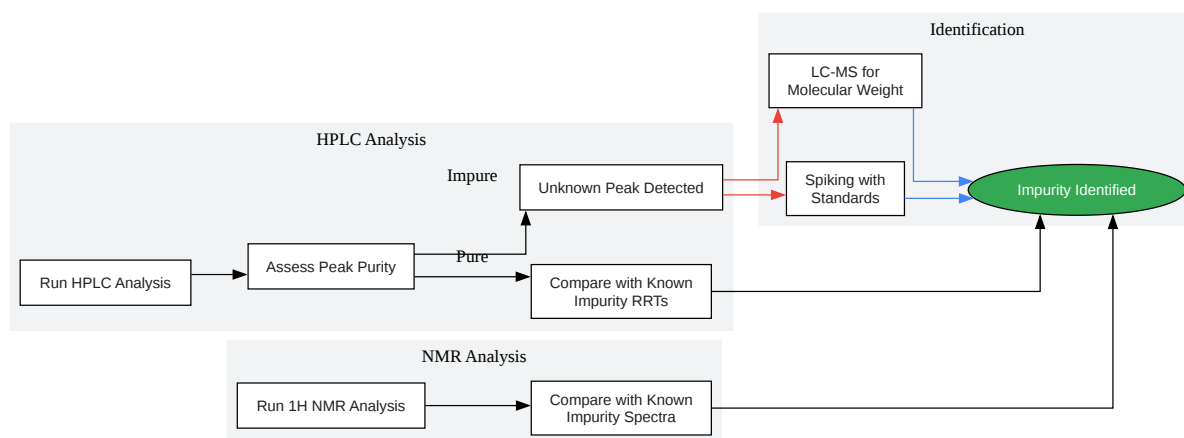 Identification
LC-MS for
Molecular Weight
HPLC Analysis
Impure
Unknown Peak Detected
Spiking with
Standards
Impurity Identified
Pure
Assess Peak Purity
Run HPLC Analysis
Compare with Known
Impurity RRTs
NMR Analysis
Run 1H NMR Analysis
Compare with Known
Impurity Spectra